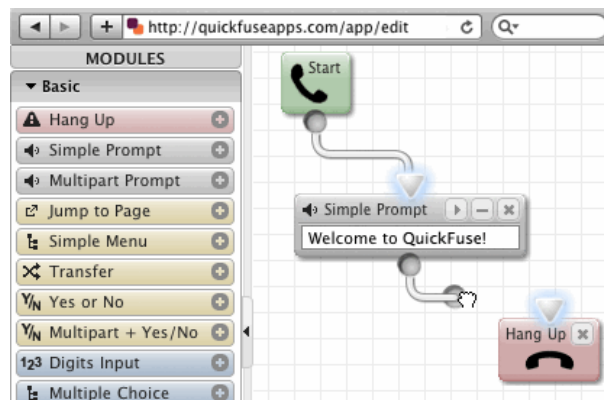 http://quickfuseapps.com/app/edit
MODULES
Basic
Hang Up
Simple Prompt
Multipart Prompt
Jump to Page
Simple Menu
Transfer
Y/N Yes or No
Y/N Multipart + Yes/No
123 Digits Input
Multiple Choice
Start
Simple Prompt
Welcome to QuickFuse!
Hang Up